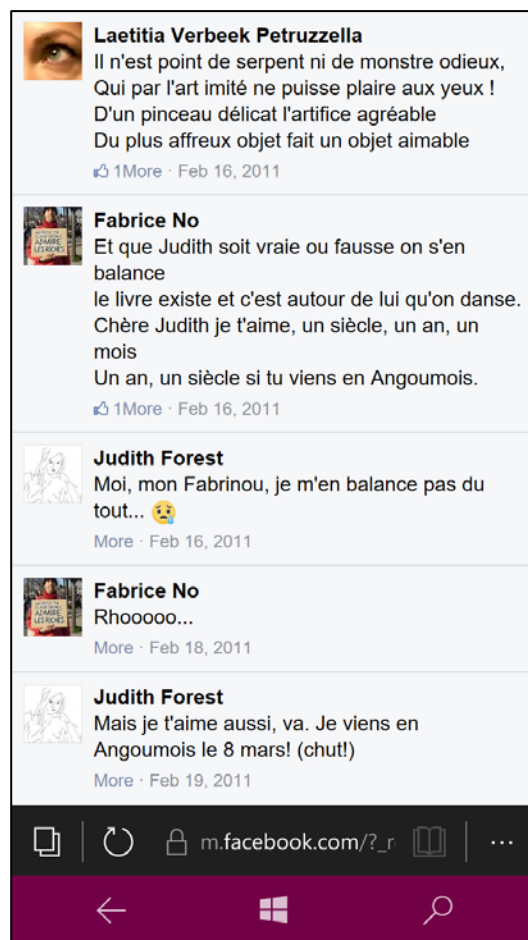 Laetitia Verbeek Petruzzella
Il n'est point de serpent ni de monstre odieux,
Qui par l'art imité ne puisse plaire aux yeux !
D'un pinceau délicat l'artifice agréable
Du plus affreux objet fait un objet aimable
1More · Feb 16, 2011
Fabrice No
Et que Judith soit vraie ou fausse on s'en
balance
le livre existe et c'est autour de lui qu'on danse.
Chère Judith je t'aime, un siècle, un an, un
mois
Un an, un siècle si tu viens en Angoumois.
1More · Feb 16, 2011
Judith Forest
Moi, mon Fabrinou, je m'en balance pas du
tout... 😢
More · Feb 16, 2011
Fabrice No
Rhooooo...
More · Feb 18, 2011
Judith Forest
Mais je t'aime aussi, va. Je viens en
Angoumois le 8 mars! (chut!)
More · Feb 19, 2011
m.facebook.com/?_r